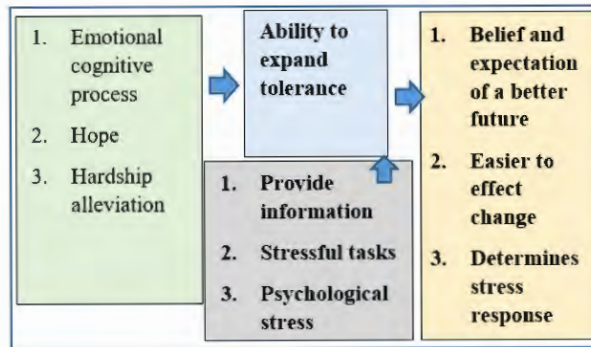 1. Emotional
cognitive
process
2. Hope
3. Hardship
alleviation
Ability to
expand
tolerance
1. Provide
information
2. Stressful tasks
3. Psychological
stress
1. Belief and
expectation
of a better
future
2. Easier to
effect
change
3. Determines
stress
response